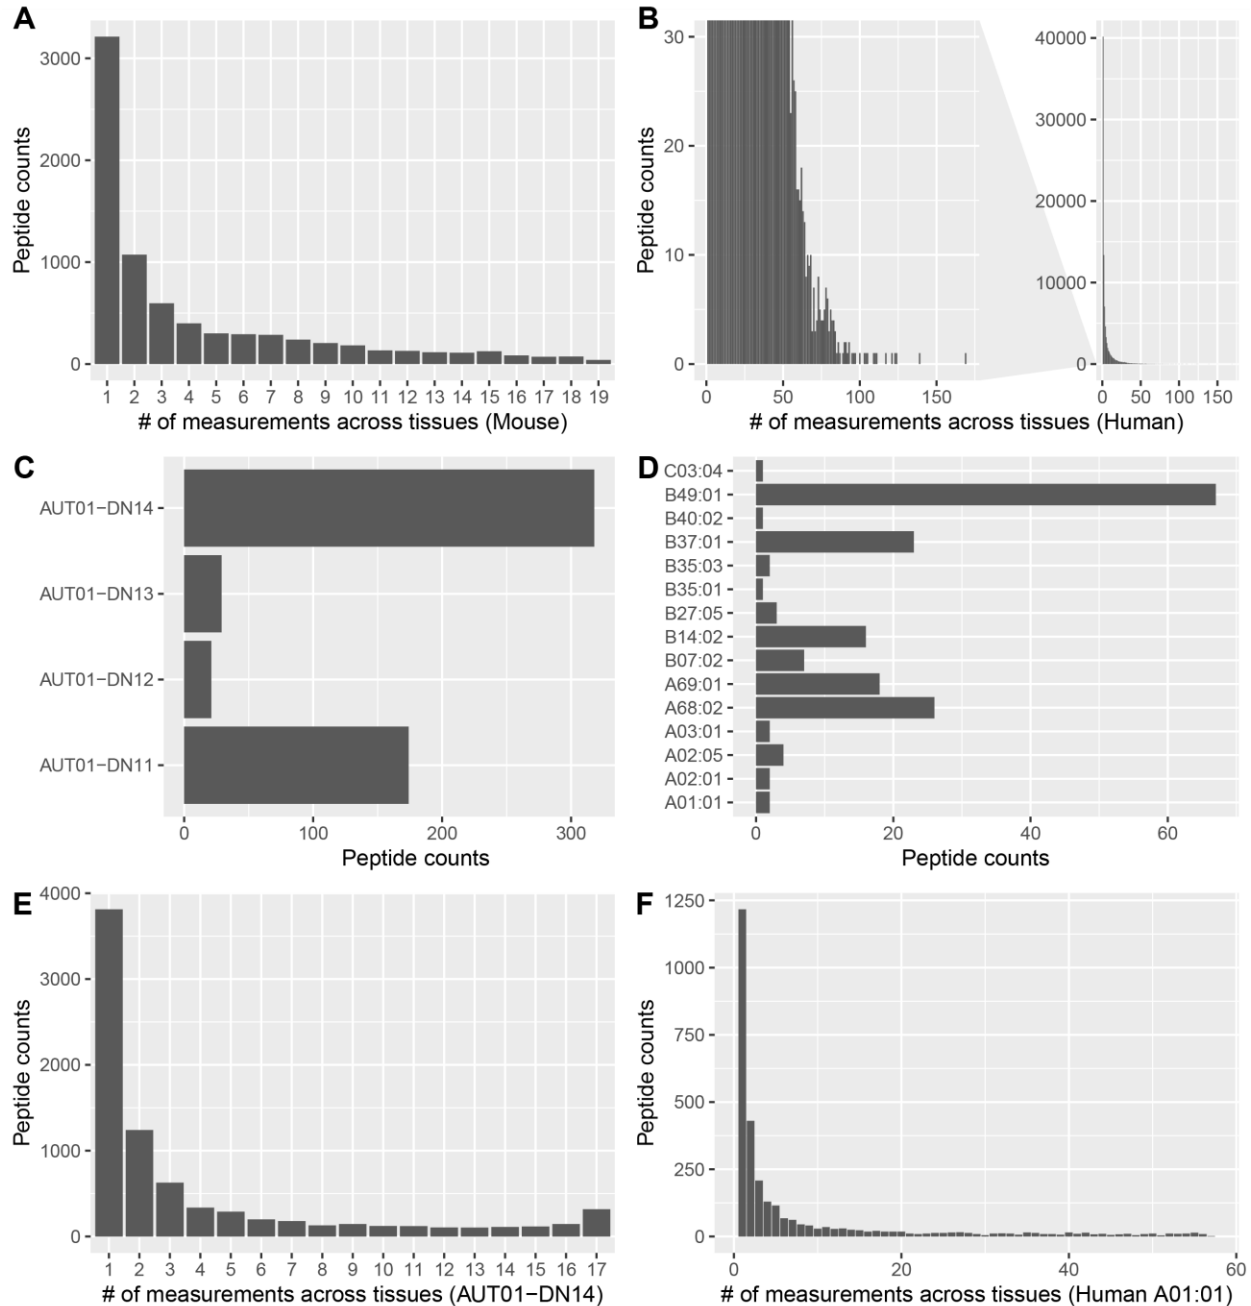 A
Peptide counts
3000
2000
1000
0
1 2 3 4 5 6 7 8 9 10 11 12 13 14 15 16 17 18 19
# of measurements across tissues (Mouse)
B
Peptide counts
30
20
10
0
0 50 100 150
40000
30000
20000
10000
0
0 50 100 150
# of measurements across tissues (Human)
C
AUT01−DN14
AUT01−DN13
AUT01−DN12
AUT01−DN11
0 100 200 300
Peptide counts
D
C03:04
B49:01
B40:02
B37:01
B35:03
B35:01
B27:05
B14:02
B07:02
A69:01
A68:02
A03:01
A02:05
A02:01
A01:01
0 20 40 60
Peptide counts
E
Peptide counts
4000
3000
2000
1000
0
1 2 3 4 5 6 7 8 9 10 11 12 13 14 15 16 17
# of measurements across tissues (AUT01−DN14)
F
Peptide counts
1250
1000
750
500
250
0
0 20 40 60
# of measurements across tissues (Human A01:01)